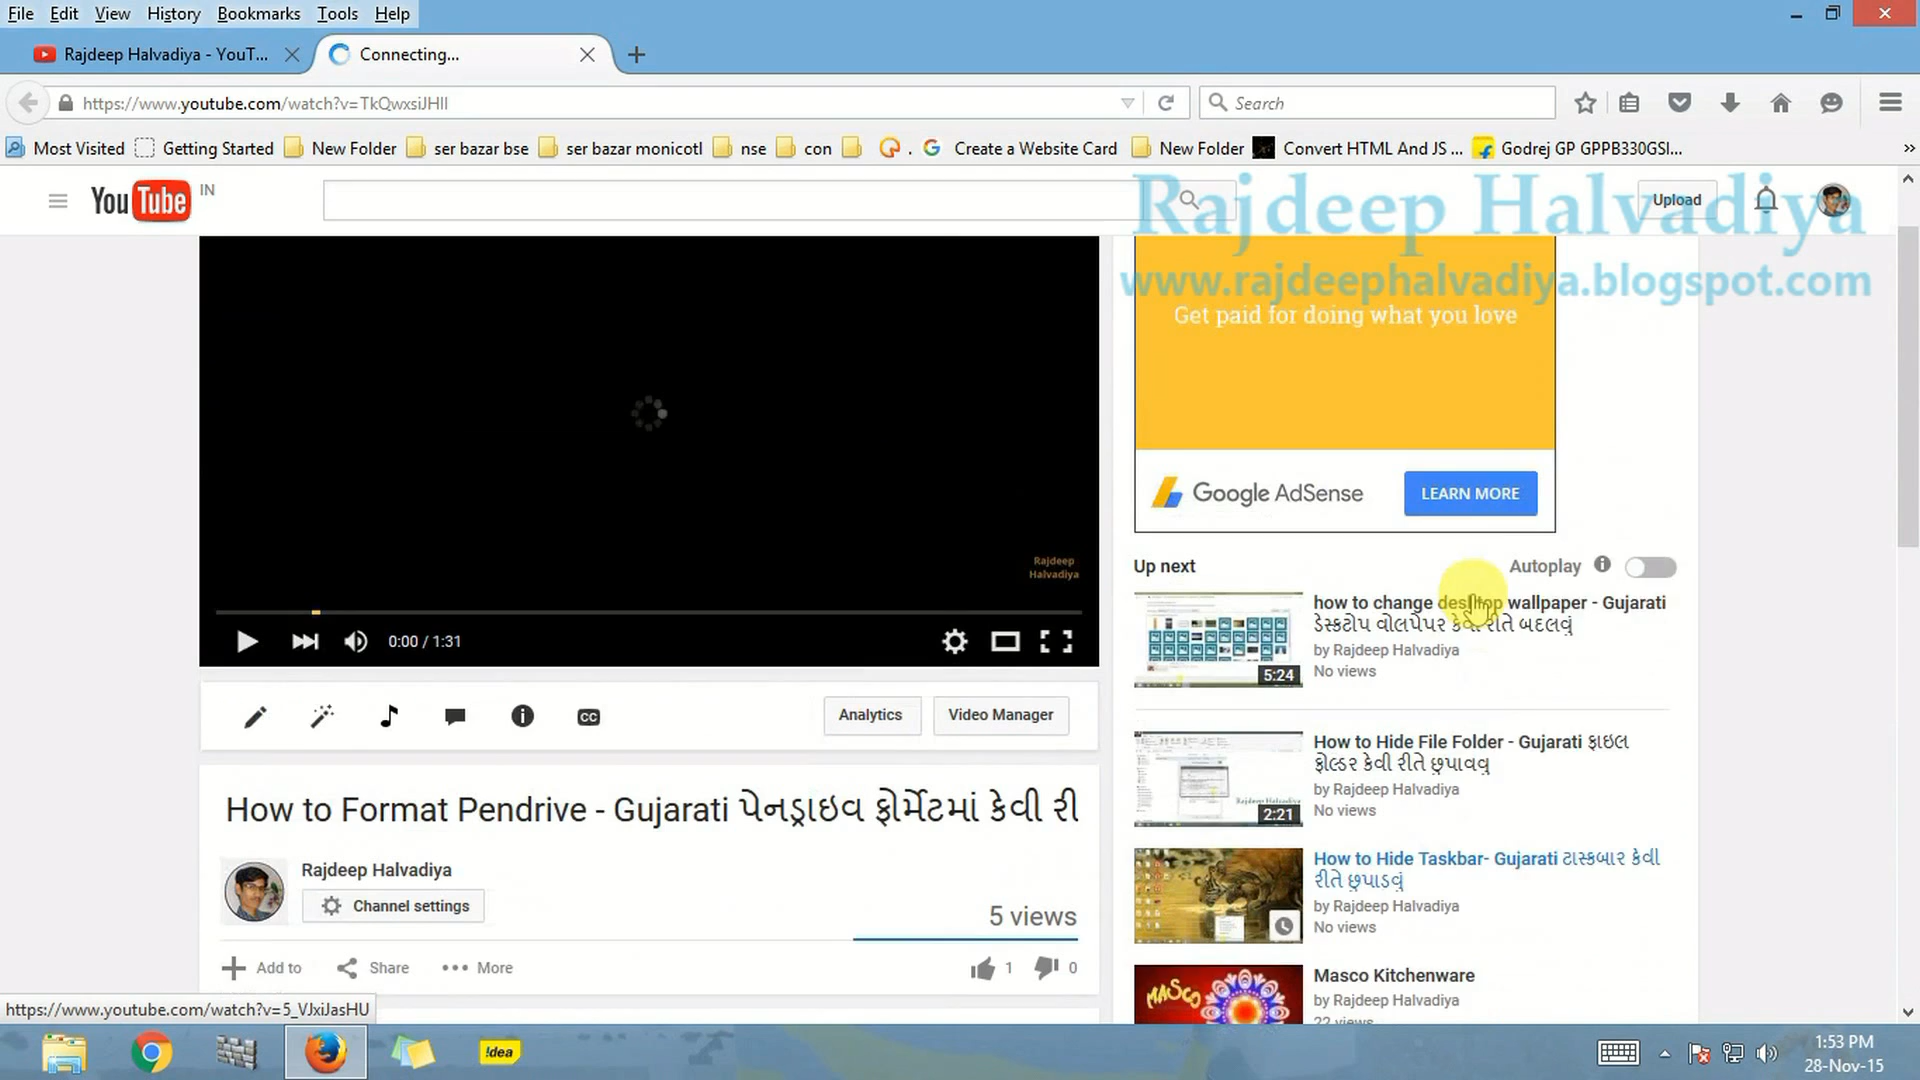 File Edit View History Bookmarks Tools Help
Rajdeep Halvadiya - YouT...
Connecting...
https://www.youtube.com/watch?v=TkQwxsiJHlI
Search
Most Visited Getting Started New Folder ser bazar bse ser bazar monicotl nse con . Create a Website Card New Folder Convert HTML And JS ... Godrej GP GPPB330GSI... »
YouTube IN
Upload
Rajdeep Halvadiya
www.rajdeephalvadiya.blogspot.com
Get paid for doing what you love
Google AdSense
LEARN MORE
Rajdeep
Halvadiya
0:00 / 1:31
CC
Analytics
Video Manager
How to Format Pendrive - Gujarati પેનડ્રાઇવ ફોર્મેટમાં કેવી રી
Rajdeep Halvadiya
Channel settings
5 views
Add to
Share
More
1
0
Up next
Autoplay
how to change desktop wallpaper - Gujarati
ડેસ્કટોપ વોલપેપર કેવી રીતે બદલવું
by Rajdeep Halvadiya
No views
5:24
How to Hide File Folder - Gujarati ફાઇલ
ફોલ્ડર કેવી રીતે છુપાવવુ
by Rajdeep Halvadiya
No views
2:21
How to Hide Taskbar- Gujarati ટાસ્કબાર કેવી
રીતે છુપાડવું
by Rajdeep Halvadiya
No views
MASCO
Masco Kitchenware
by Rajdeep Halvadiya
22 views
https://www.youtube.com/watch?v=5_VJxiJasHU
!dea
1:53 PM
28-Nov-15